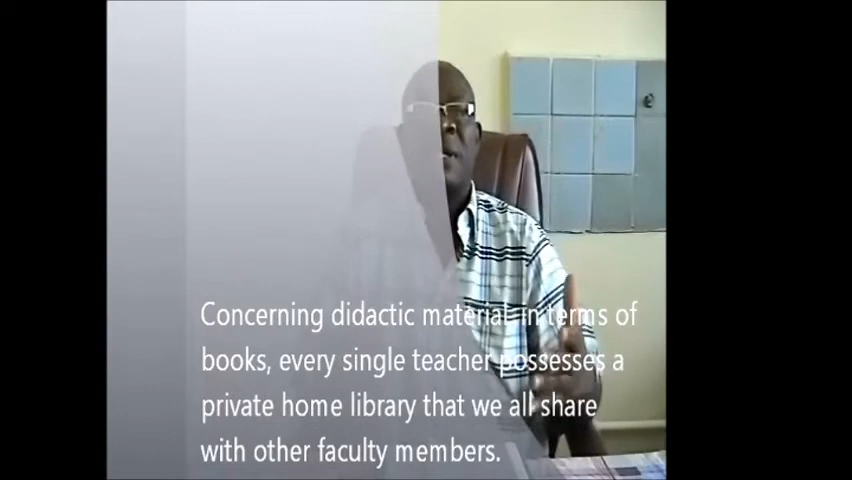 Concerning didactic material, in terms of
books, every single teacher possesses a
private home library that we all share
with other faculty members.